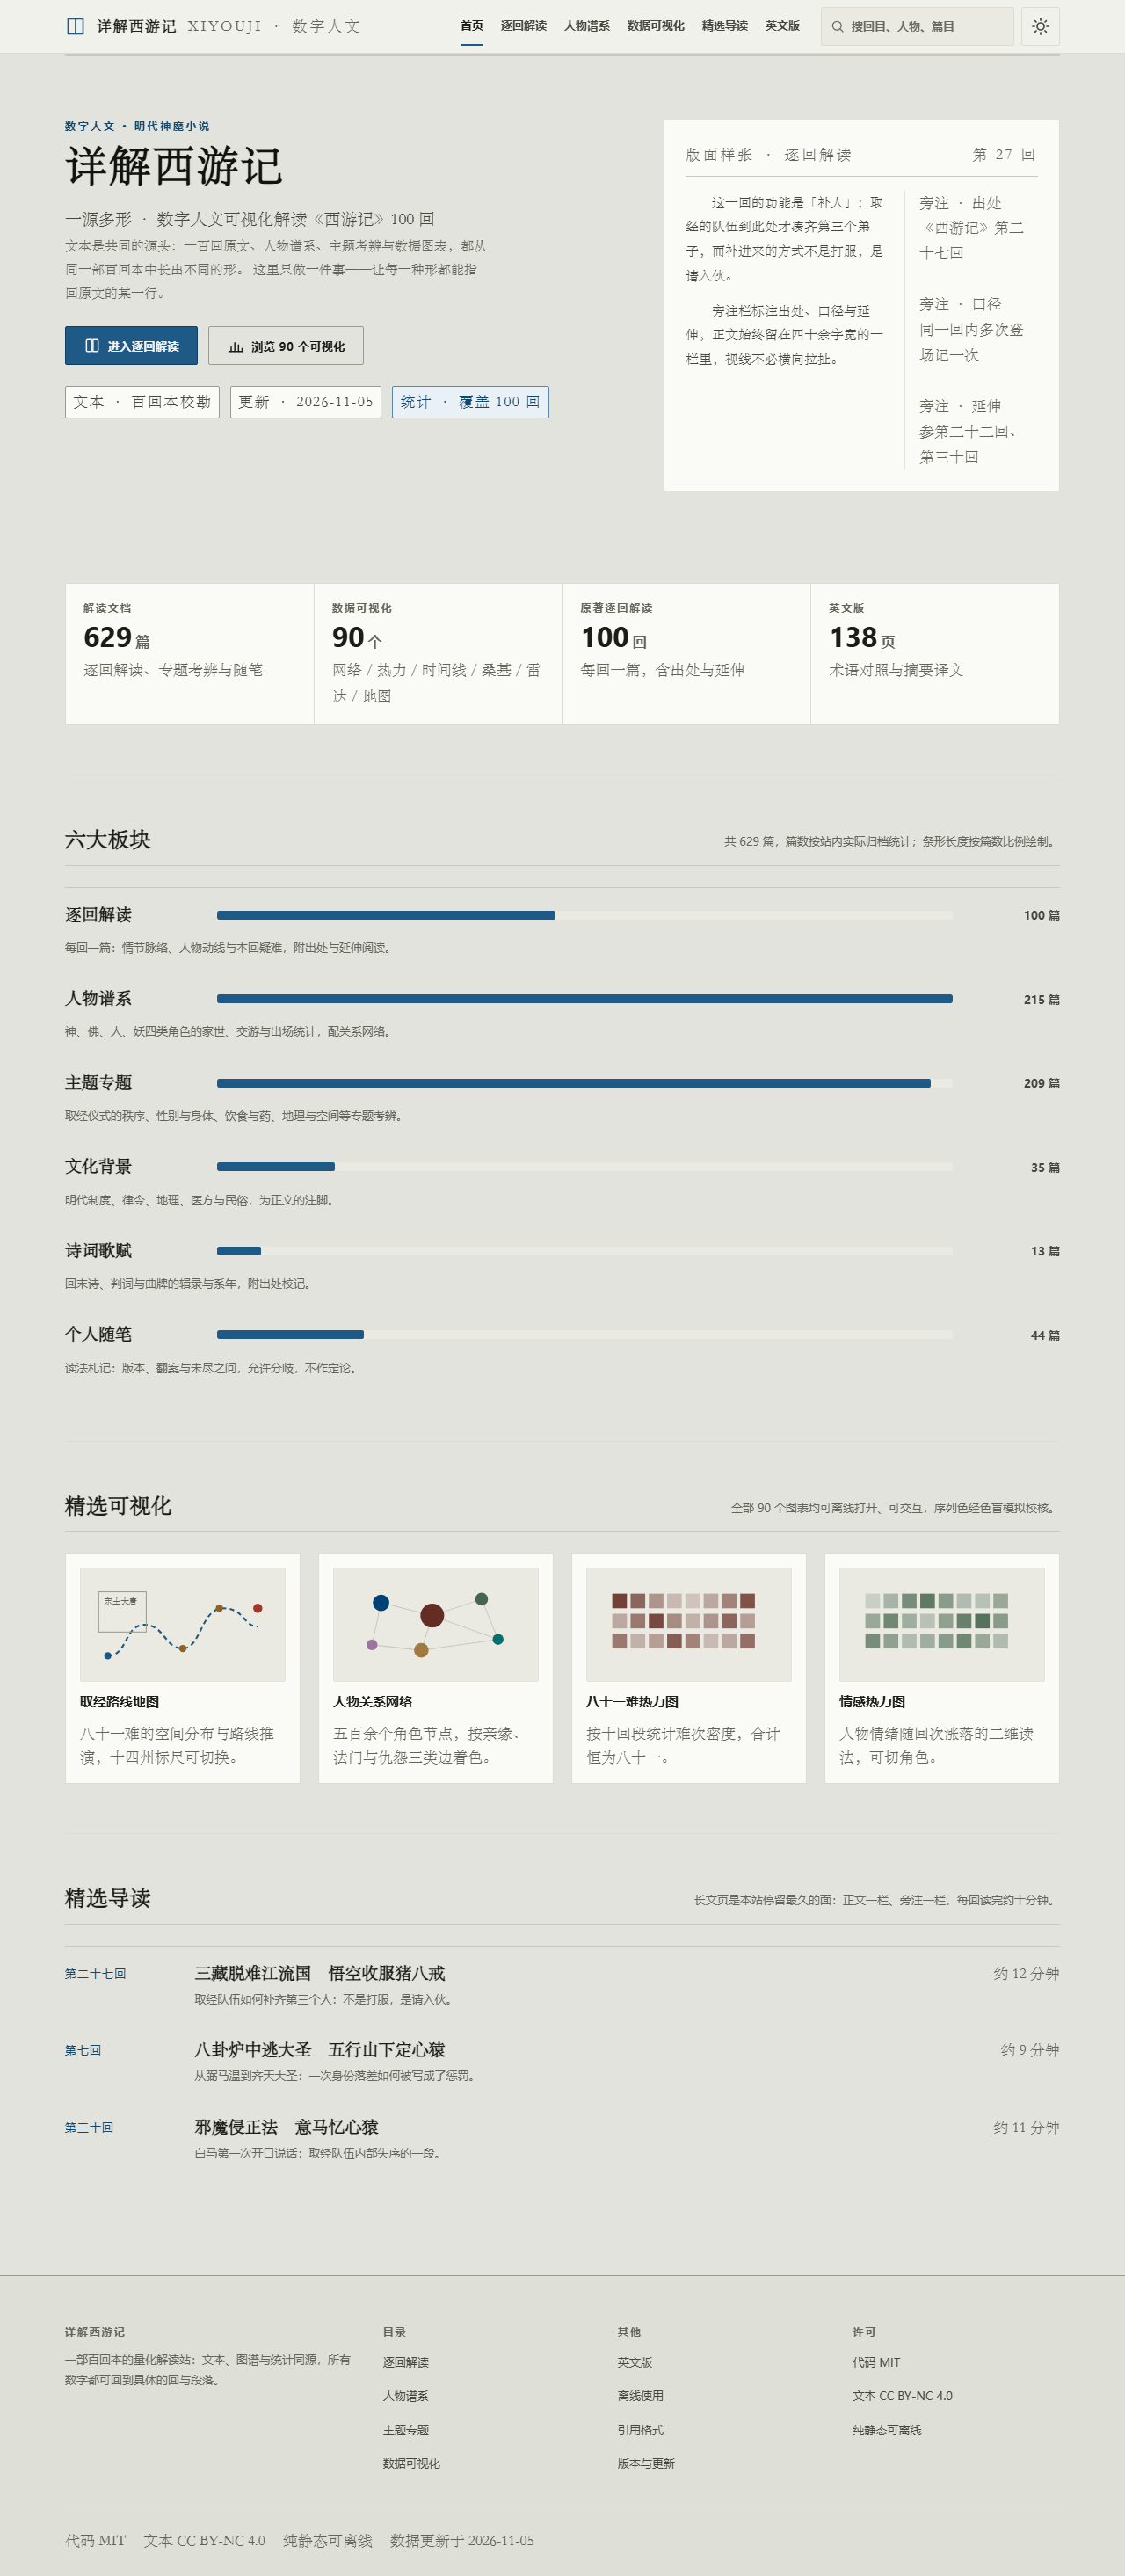 详解西游记 XIYOUJI · 数字人文
首页 逐回解读 人物谱系 数据可视化 精选导读 英文版
搜回目、人物、篇目
数字人文 • 明代神魔小说
详解西游记
一源多形 · 数字人文可视化解读《西游记》100 回
文本是共同的源头：一百回原文、人物谱系、主题考辨与数据图表，都从
同一部百回本中长出不同的形。 这里只做一件事——让每一种形都能指
回原文的某一行。
进入逐回解读
浏览 90 个可视化
文本 · 百回本校勘
更新 · 2026-11-05
统计 · 覆盖 100 回
版面样张 · 逐回解读
第 27 回
这一回的功能是「补人」：取
经的队伍到此处才凑齐第三个弟
子，而补进来的方式不是打服，是
请入伙。
旁注栏标注出处、口径与延
伸，正文始终留在四十余字宽的一
栏里，视线不必横向拉扯。
旁注 · 出处
《西游记》第二
十七回
旁注 · 口径
同一回内多次登
场记一次
旁注 · 延伸
参第二十二回、
第三十回
解读文档
629 篇
逐回解读、专题考辨与随笔
数据可视化
90 个
网络 / 热力 / 时间线 / 桑基 / 雷
达 / 地图
原著逐回解读
100 回
每回一篇，含出处与延伸
英文版
138 页
术语对照与摘要译文
六大板块
共 629 篇，篇数按站内实际归档统计；条形长度按篇数比例绘制。
逐回解读
100 篇
每回一篇：情节脉络、人物动线与本回疑难，附出处与延伸阅读。
人物谱系
215 篇
神、佛、人、妖四类角色的家世、交游与出场统计，配关系网络。
主题专题
209 篇
取经仪式的秩序、性别与身体、饮食与药、地理与空间等专题考辨。
文化背景
35 篇
明代制度、律令、地理、医方与民俗，为正文的注脚。
诗词歌赋
13 篇
回末诗、判词与曲牌的辑录与系年，附出处校记。
个人随笔
44 篇
读法札记：版本、翻案与未尽之问，允许分歧，不作定论。
精选可视化
全部 90 个图表均可离线打开、可交互，序列色经色盲模拟校核。
东土大唐
取经路线地图
八十一难的空间分布与路线推
演，十四州标尺可切换。
人物关系网络
五百余个角色节点，按亲缘、
法门与仇怨三类边着色。
八十一难热力图
按十回段统计难次密度，合计
恒为八十一。
情感热力图
人物情绪随回次涨落的二维读
法，可切角色。
精选导读
长文页是本站停留最久的面：正文一栏、旁注一栏，每回读完约十分钟。
第二十七回
三藏脱难江流国 悟空收服猪八戒
约 12 分钟
取经队伍如何补齐第三个人：不是打服，是请入伙。
第七回
八卦炉中逃大圣 五行山下定心猿
约 9 分钟
从弼马温到齐天大圣：一次身份落差如何被写成了惩罚。
第三十回
邪魔侵正法 意马忆心猿
约 11 分钟
白马第一次开口说话：取经队伍内部失序的一段。
详解西游记
一部百回本的量化解读站：文本、图谱与统计同源，所有
数字都可回到具体的回与段落。
目录
逐回解读
人物谱系
主题专题
数据可视化
其他
英文版
离线使用
引用格式
版本与更新
许可
代码 MIT
文本 CC BY-NC 4.0
纯静态可离线
代码 MIT 文本 CC BY-NC 4.0 纯静态可离线 数据更新于 2026-11-05